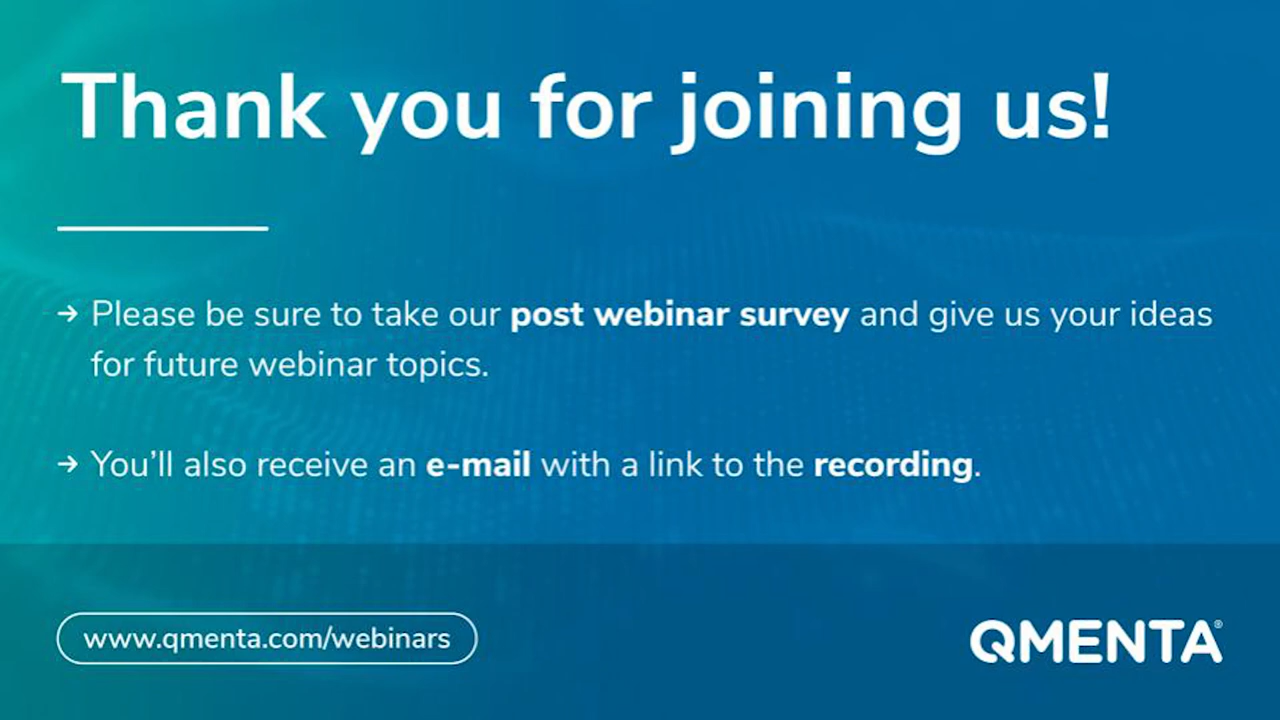 Thank you for joining us!
→ Please be sure to take our post webinar survey and give us your ideas
for future webinar topics.
→ You’ll also receive an e-mail with a link to the recording.
www.qmenta.com/webinars
QMENTA®